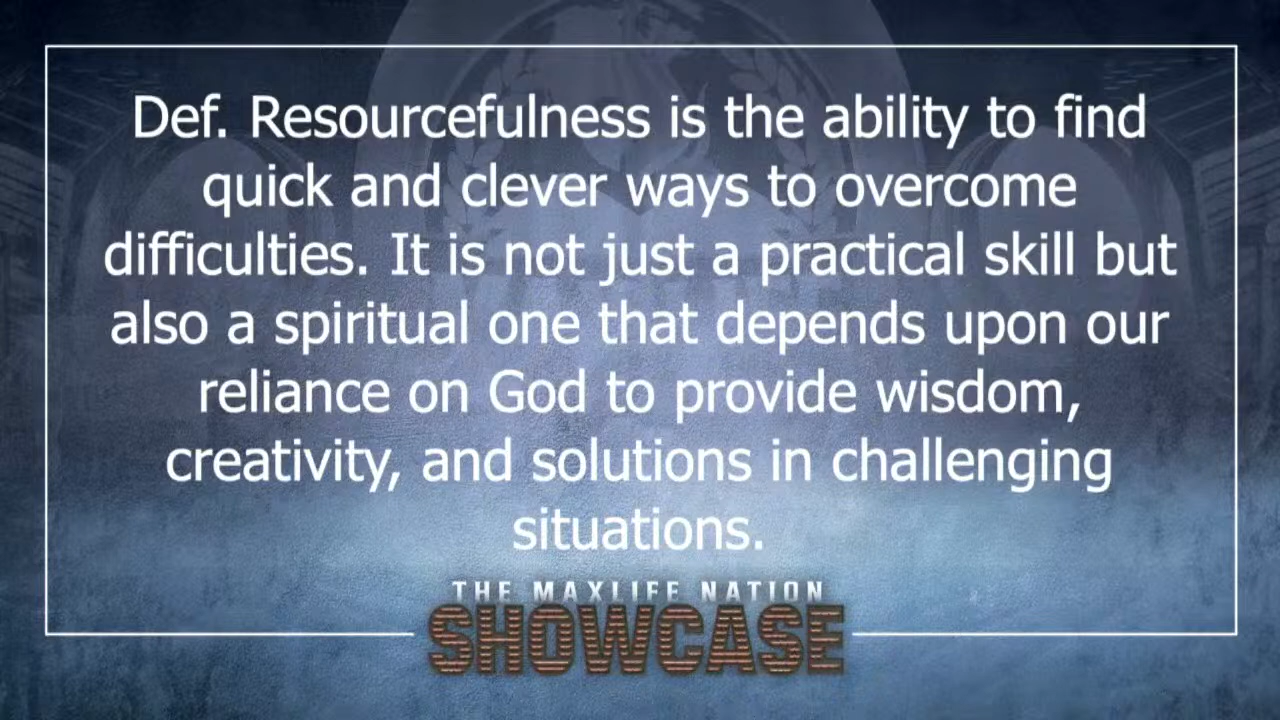 Def. Resourcefulness is the ability to find
quick and clever ways to overcome
difficulties. It is not just a practical skill but
also a spiritual one that depends upon our
reliance on God to provide wisdom,
creativity, and solutions in challenging
situations.
THE MAXLIFE NATION
SHOWCASE